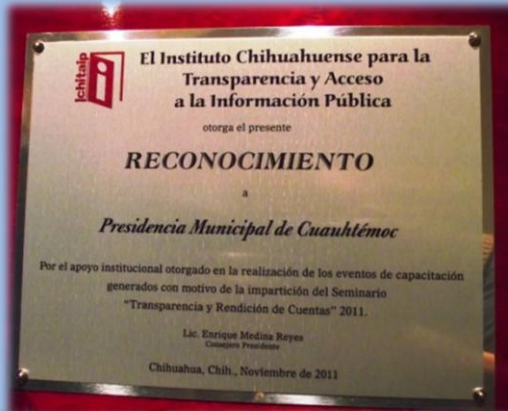 Ichitaip
El Instituto Chihuahuense para la
Transparencia y Acceso
a la Información Pública
otorga el presente
RECONOCIMIENTO
a
Presidencia Municipal de Cuauhtémoc
Por el apoyo institucional otorgado en la realización de los eventos de capacitación
generados con motivo de la impartición del Seminario
"Transparencia y Rendición de Cuentas" 2011.
Lic. Enrique Medina Reyes
Consejero Presidente
Chihuahua, Chih., Noviembre de 2011